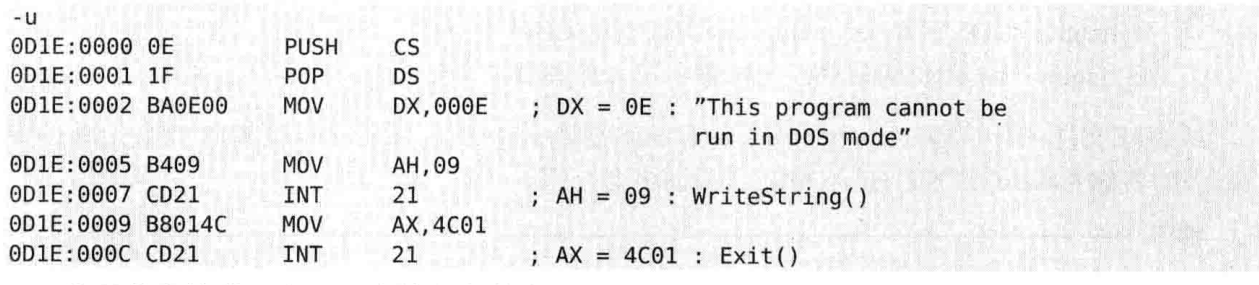 -u
0D1E:0000 0E PUSH CS
0D1E:0001 1F POP DS
0D1E:0002 BA0E00 MOV DX,000E ; DX = 0E : ”This program cannot be
run in DOS mode”
0D1E:0005 B409 MOV AH,09
0D1E:0007 CD21 INT 21 ; AH = 09 : WriteString()
0D1E:0009 B8014C MOV AX,4C01
0D1E:000C CD21 INT 21 ; AX = 4C01 : Exit()